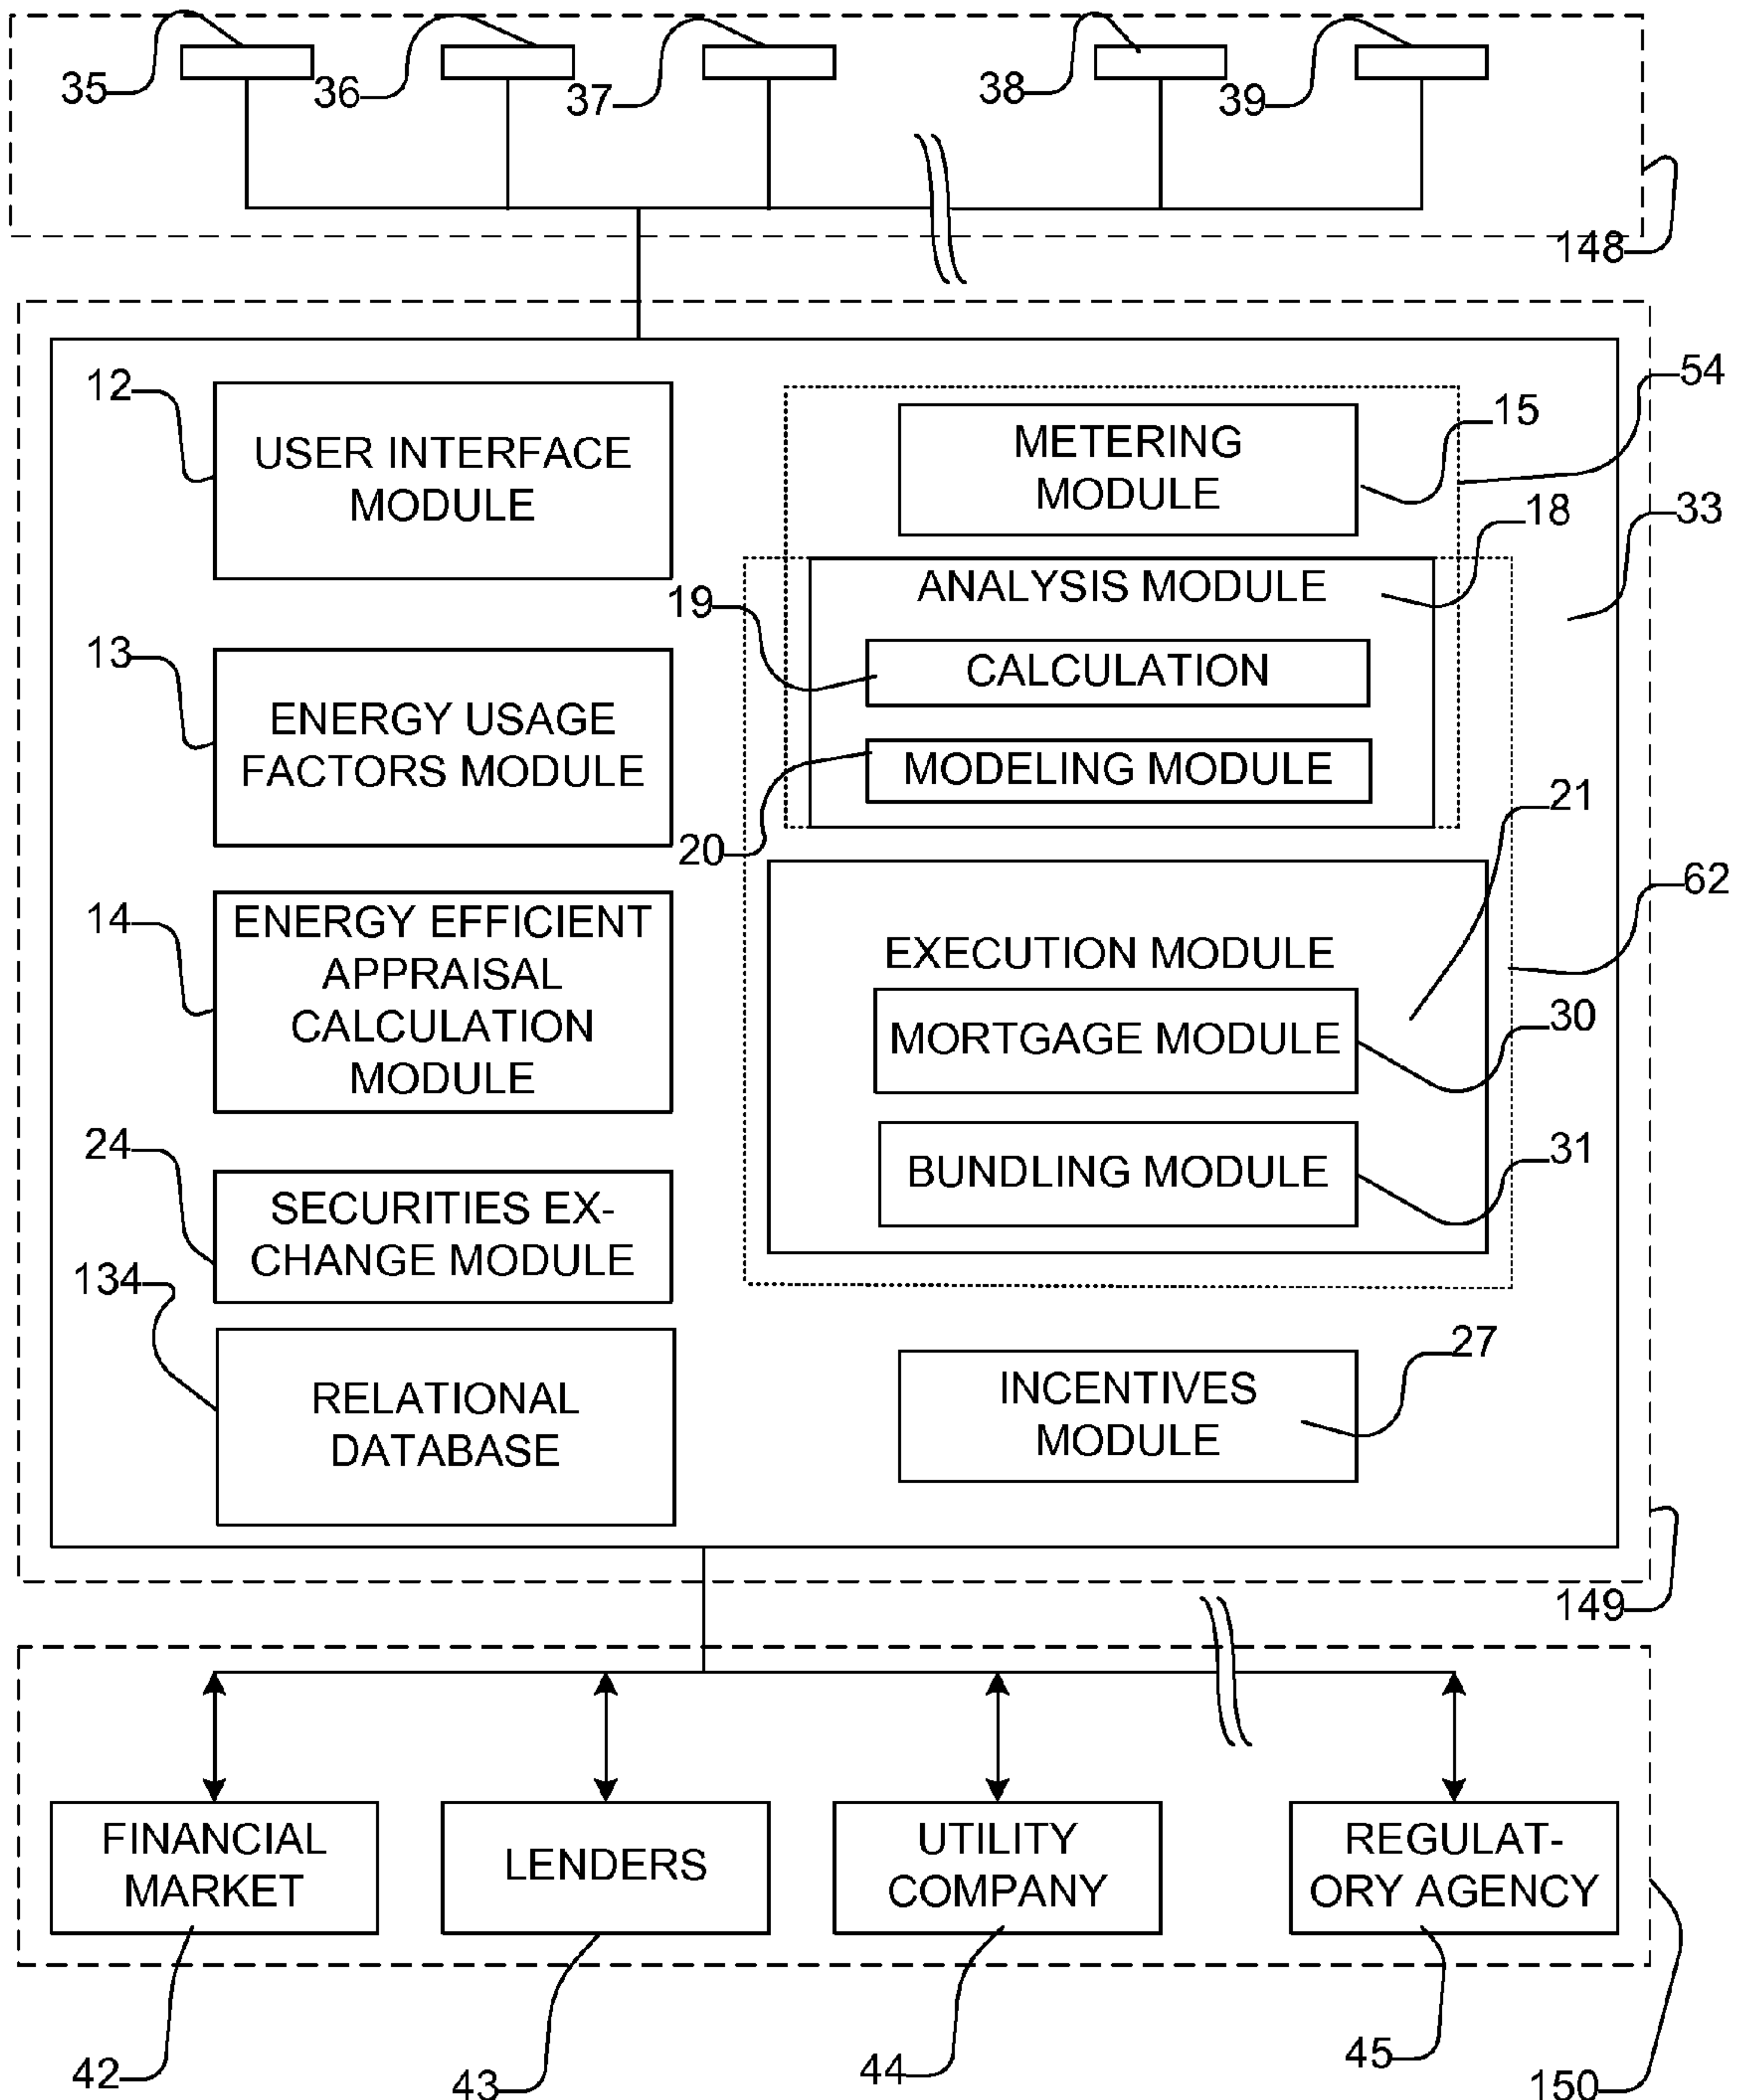 35
36
37
38
39
148
12
USER INTERFACE
MODULE
METERING
MODULE
15
54
18
33
13
ENERGY USAGE
FACTORS MODULE
19
ANALYSIS MODULE
CALCULATION
20
MODELING MODULE
21
62
14
ENERGY EFFICIENT
APPRAISAL
CALCULATION
MODULE
EXECUTION MODULE
MORTGAGE MODULE
30
BUNDLING MODULE
31
24
SECURITIES EX-
CHANGE MODULE
134
RELATIONAL
DATABASE
INCENTIVES
MODULE
27
149
FINANCIAL
MARKET
LENDERS
UTILITY
COMPANY
REGULAT-
ORY AGENCY
42
43
44
45
150